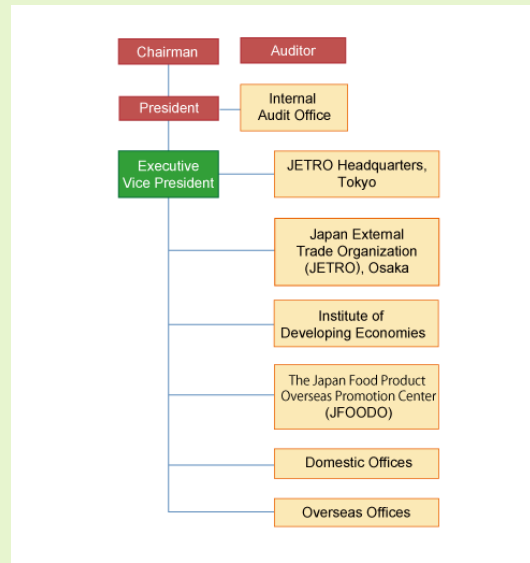 Chairman
Auditor
President
Internal
Audit Office
Executive
Vice President
JETRO Headquarters,
Tokyo
Japan External
Trade Organization
(JETRO), Osaka
Institute of
Developing Economies
The Japan Food Product
Overseas Promotion Center
(JFOODO)
Domestic Offices
Overseas Offices